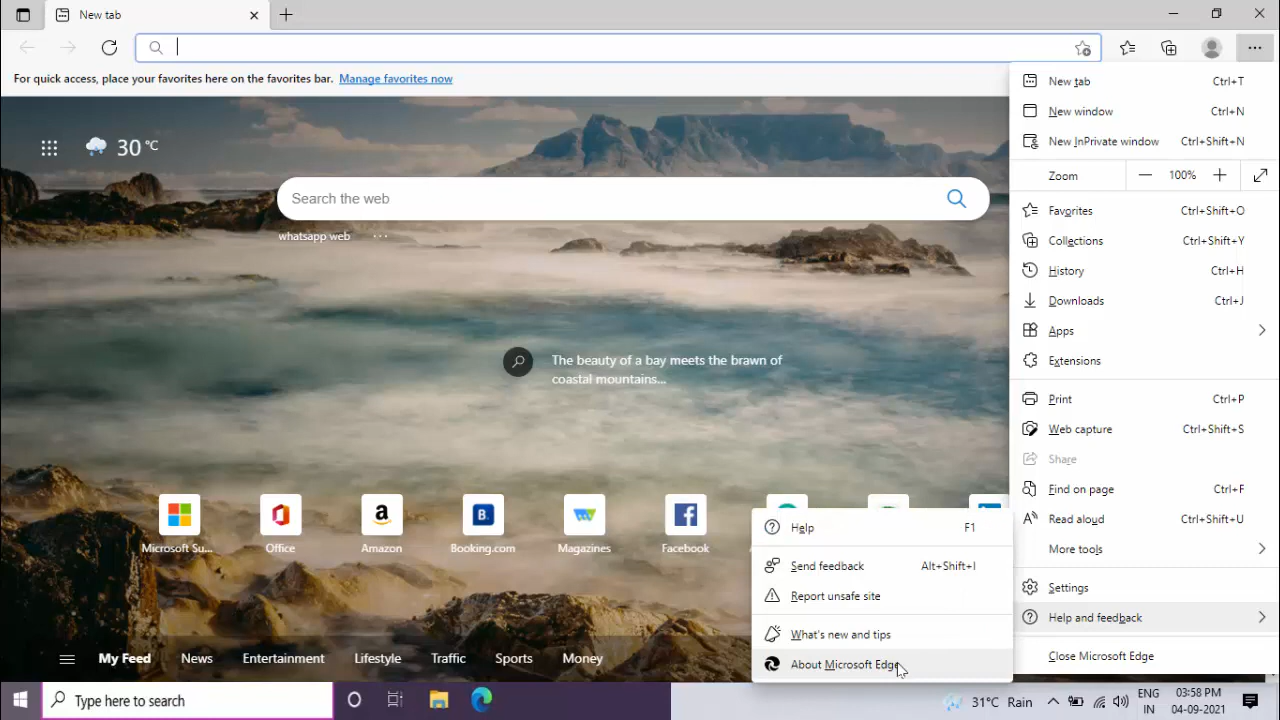 New tab
For quick access, place your favorites here on the favorites bar. Manage favorites now
30 °C
Search the web
whatsapp web ...
The beauty of a bay meets the brawn of
coastal mountains...
Microsoft Su...
Office
Amazon
Booking.com
Magazines
Facebook
My Feed
News
Entertainment
Lifestyle
Traffic
Sports
Money
New tab Ctrl+T
New window Ctrl+N
New InPrivate window Ctrl+Shift+N
Zoom 100%
Favorites Ctrl+Shift+O
Collections Ctrl+Shift+Y
History Ctrl+H
Downloads Ctrl+J
Apps
Extensions
Print Ctrl+P
Web capture Ctrl+Shift+S
Share
Find on page Ctrl+F
Read aloud Ctrl+Shift+U
More tools
Settings
Help and feedback
Close Microsoft Edge
Help F1
Send feedback Alt+Shift+I
Report unsafe site
What's new and tips
About Microsoft Edge
Type here to search
31°C Rain
ENG
IN
03:58 PM
04-09-2021